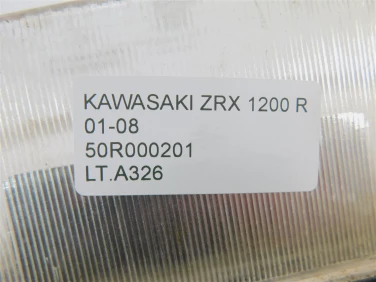 KAWASAKI ZRX 1200 R
01-08
50R000201
LT.A326